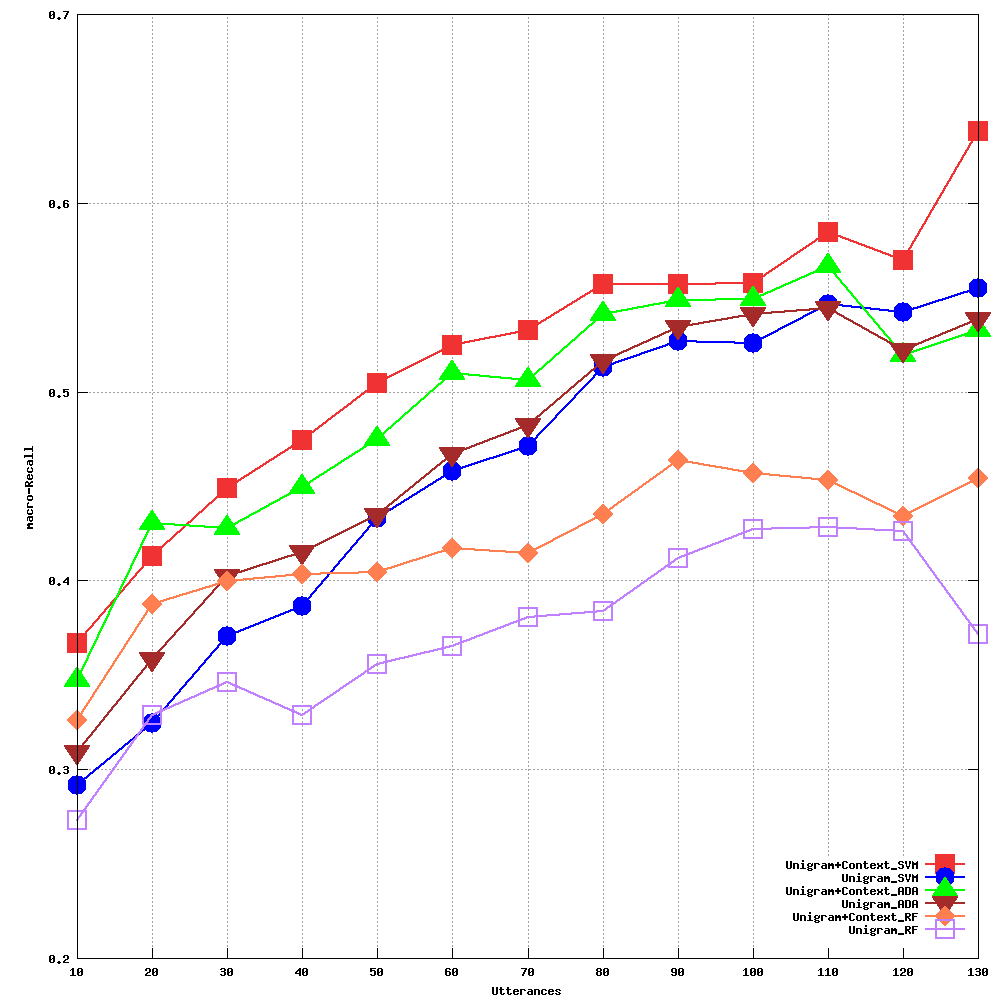 0.7
0.6
0.5
0.4
0.3
0.2
macro-Recall
10 20 30 40 50 60 70 80 90 100 110 120 130
Utterances
Unigram+Context_SVM
Unigram_SVM
Unigram+Context_ADA
Unigram_ADA
Unigram+Context_RF
Unigram_RF